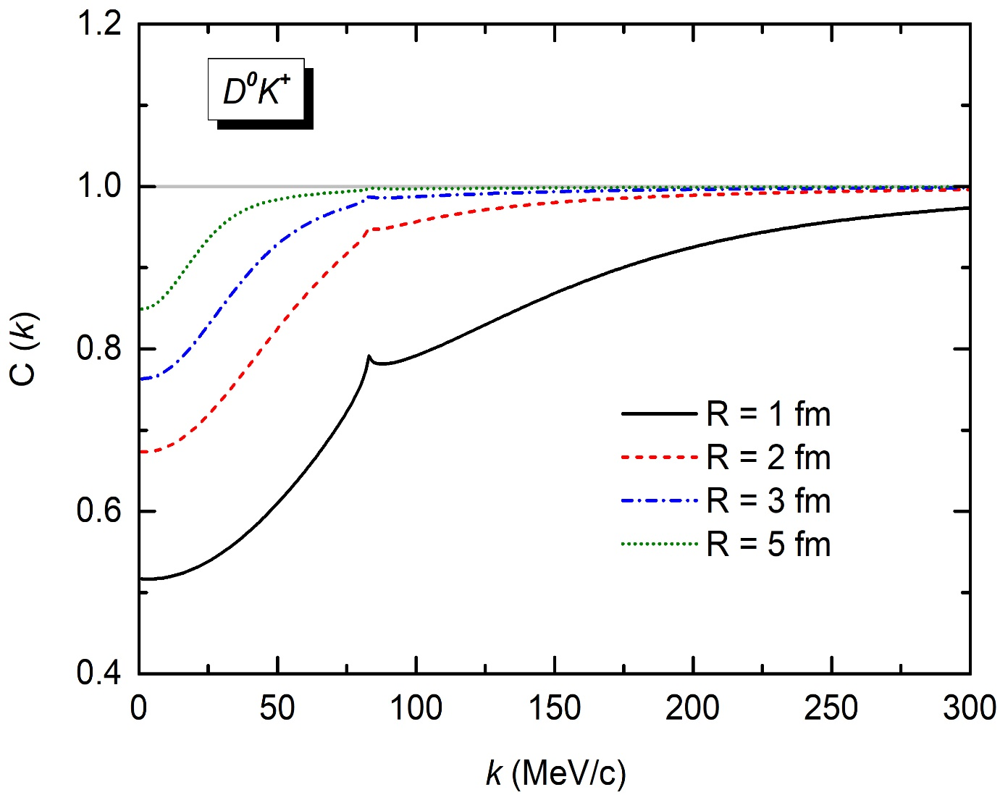 1.2
D⁰K⁺
1.0
0.8
C (k)
R = 1 fm
R = 2 fm
0.6
R = 3 fm
R = 5 fm
0.4
0 50 100 150 200 250 300
k (MeV/c)